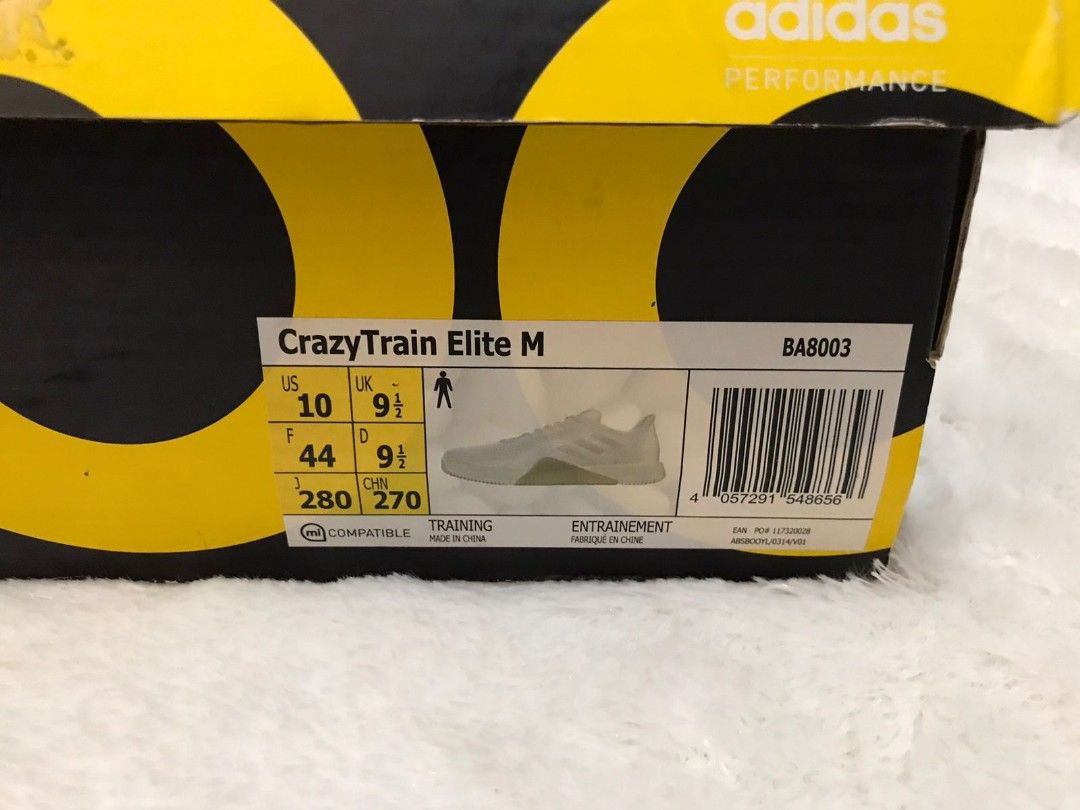 adidas
PERFORMANCE
CrazyTrain Elite M
BA8003
US 10
UK 9½
F 44
D 9½
J 280
CHN 270
4 057291 548656
mi COMPATIBLE
TRAINING
MADE IN CHINA
ENTRAINEMENT
FABRIQUÉ EN CHINE
EAN PO# 117320028
ABSBOOYL/0314/V01